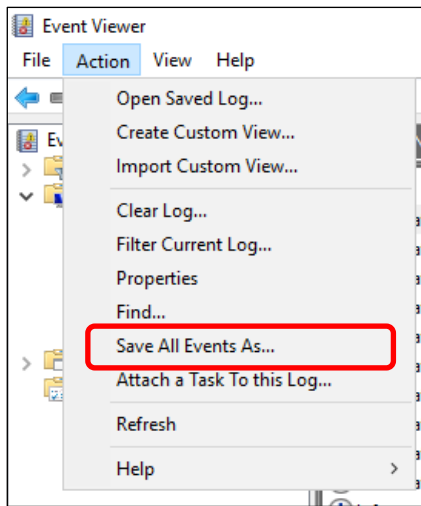 Event Viewer
File Action View Help
Open Saved Log...
Create Custom View...
Import Custom View...
Clear Log...
Filter Current Log...
Properties
Find...
Save All Events As...
Attach a Task To this Log...
Refresh
Help